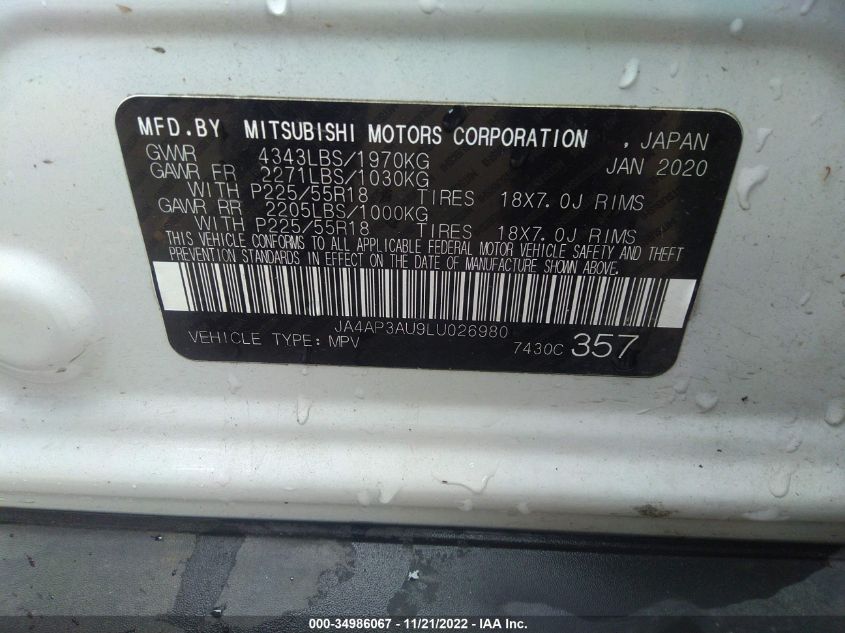 MFD.BY MITSUBISHI MOTORS CORPORATION , JAPAN
GVWR 4343LBS/1970KG JAN 2020
GAWR FR 2271LBS/1030KG
WITH P225/55R18 TIRES 18X7.0J RIMS
GAWR RR 2205LBS/1000KG
WITH P225/55R18 TIRES 18X7.0J RIMS
THIS VEHICLE CONFORMS TO ALL APPLICABLE FEDERAL MOTOR VEHICLE SAFETY AND THEFT
PREVENTION STANDARDS IN EFFECT ON THE DATE OF MANUFACTURE SHOWN ABOVE.
JA4AP3AU9LU026980
VEHICLE TYPE: MPV 7430C 357
000-34986067 - 11/21/2022 - Copart, Inc.